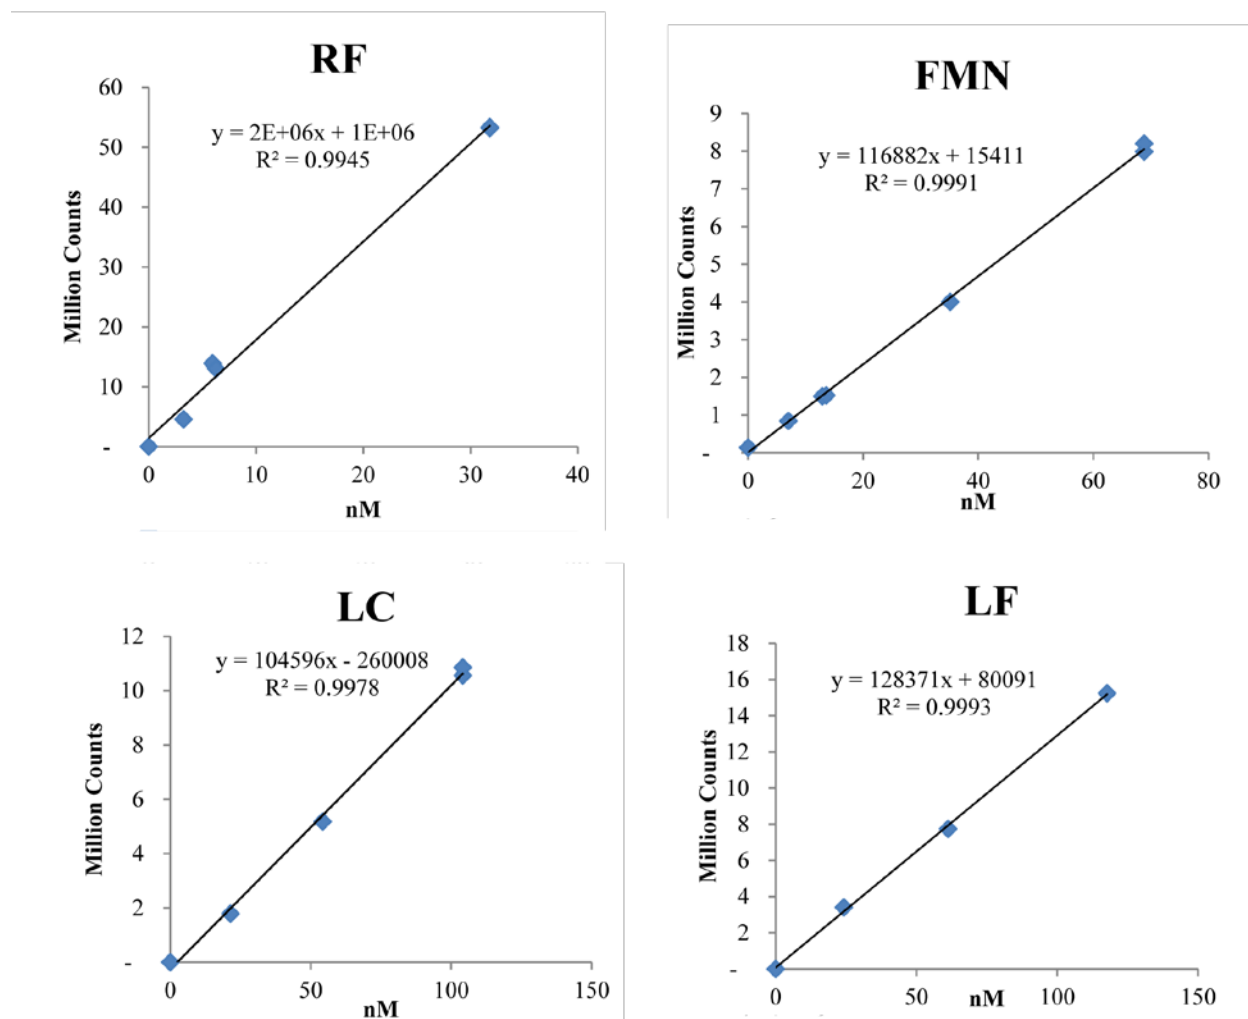 RF
60
50
40
30
20
10
-
y = 2E+06x + 1E+06
R² = 0.9945
Million Counts
0 10 20 30 40
nM
FMN
9
8
7
6
5
4
3
2
1
-
y = 116882x + 15411
R² = 0.9991
Million Counts
0 20 40 60 80
nM
LC
12
10
8
6
4
2
-
y = 104596x - 260008
R² = 0.9978
Million Counts
0 50 100 150
nM
LF
18
16
14
12
10
8
6
4
2
-
y = 128371x + 80091
R² = 0.9993
Million Counts
0 50 100 150
nM